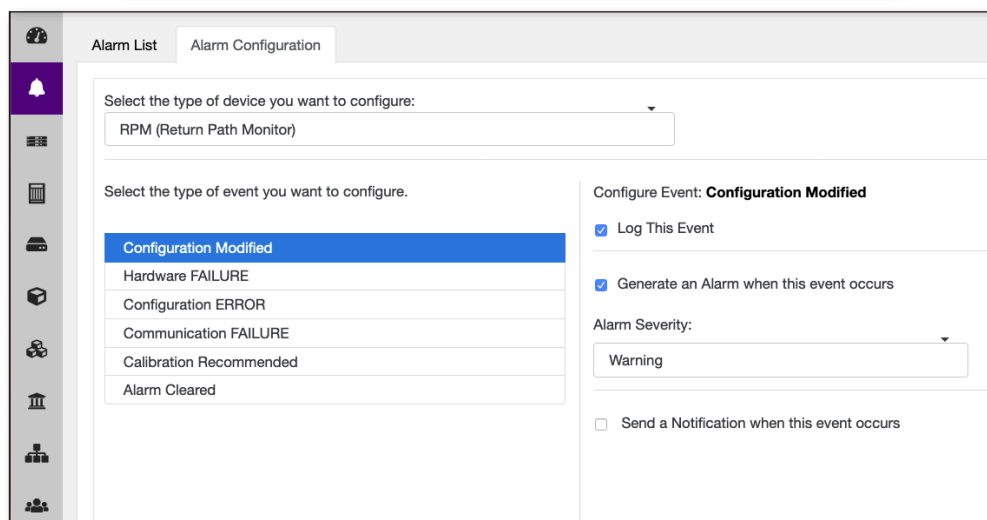 Alarm List
Alarm Configuration
Select the type of device you want to configure:
RPM (Return Path Monitor)
Select the type of event you want to configure.
Configuration Modified
Hardware FAILURE
Configuration ERROR
Communication FAILURE
Calibration Recommended
Alarm Cleared
Configure Event: Configuration Modified
Log This Event
Generate an Alarm when this event occurs
Alarm Severity:
Warning
Send a Notification when this event occurs